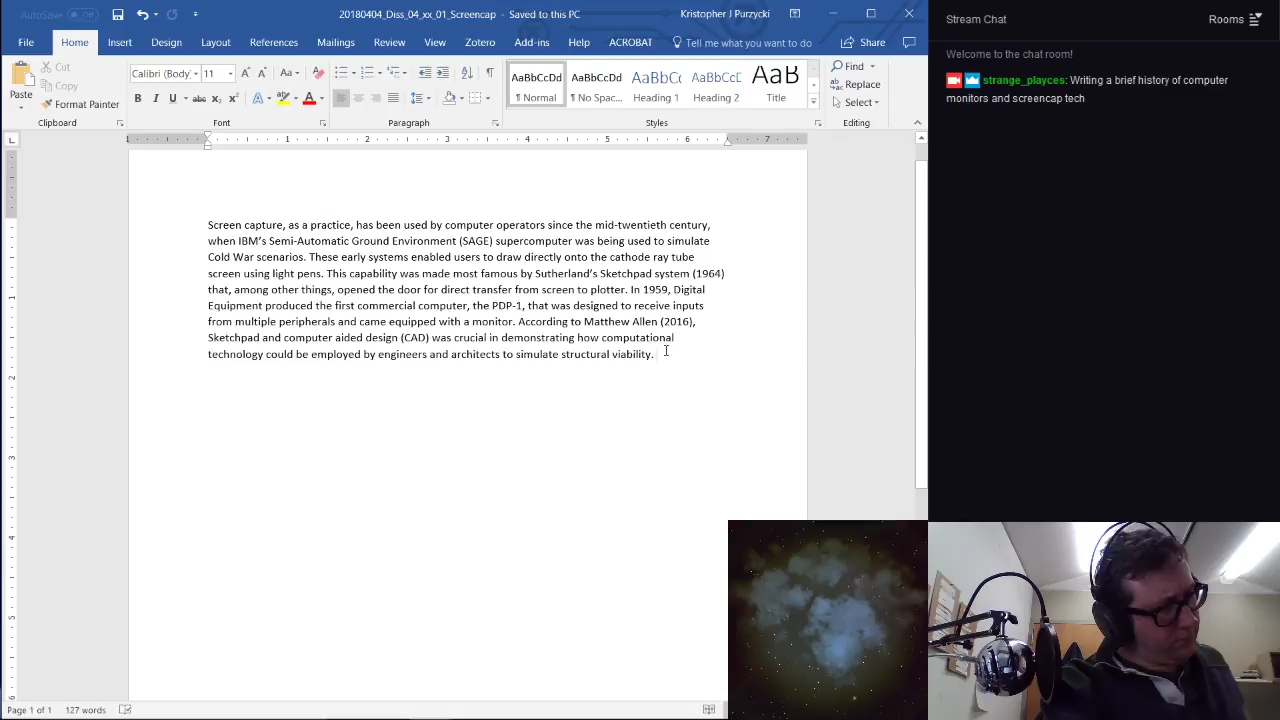 AutoSave Off
20180404_Diss_04_xx_01_Screencap - Saved to this PC
Kristopher J Purzycki
Stream Chat
Rooms
File Home Insert Design Layout References Mailings Review View Zotero Add-ins Help ACROBAT Tell me what you want to do Share
Welcome to the chat room!
strange_playces: Writing a brief history of computer
monitors and screencap tech
Paste
Cut
Copy
Format Painter
Calibri (Body) 11
AaBbCcDd AaBbCcDd AaBbCc AaBbCcD AaB
¶ Normal ¶ No Spac... Heading 1 Heading 2 Title
Find
Replace
Select
Clipboard Font Paragraph Styles Editing
1 1 2 3 4 5 6 7
Screen capture, as a practice, has been used by computer operators since the mid-twentieth century,
when IBM's Semi-Automatic Ground Environment (SAGE) supercomputer was being used to simulate
Cold War scenarios. These early systems enabled users to draw directly onto the cathode ray tube
screen using light pens. This capability was made most famous by Sutherland's Sketchpad system (1964)
that, among other things, opened the door for direct transfer from screen to plotter. In 1959, Digital
Equipment produced the first commercial computer, the PDP-1, that was designed to receive inputs
from multiple peripherals and came equipped with a monitor. According to Matthew Allen (2016),
Sketchpad and computer aided design (CAD) was crucial in demonstrating how computational
technology could be employed by engineers and architects to simulate structural viability.
Page 1 of 1 127 words